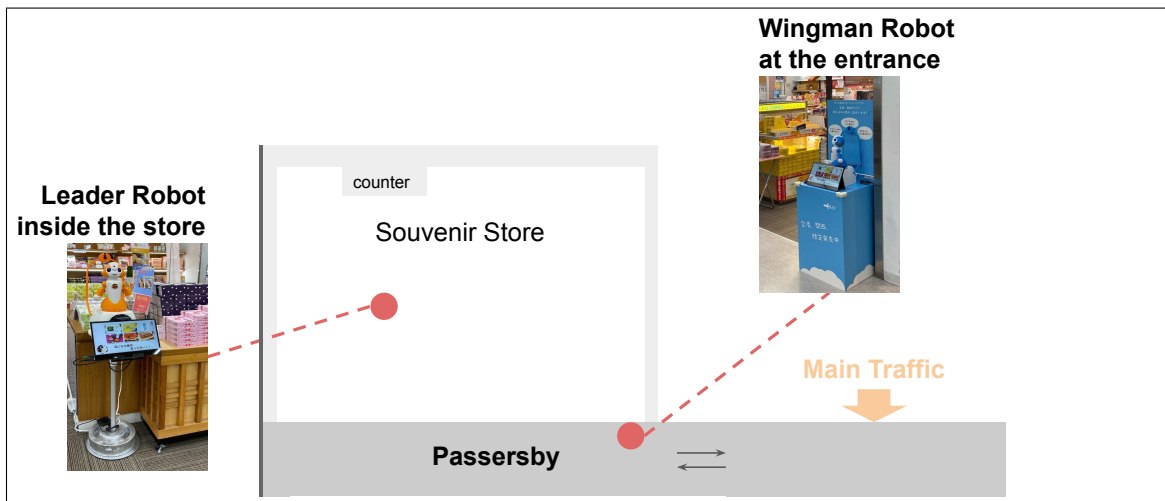 Wingman Robot
at the entrance
Leader Robot
inside the store
counter
Souvenir Store
Main Traffic
Passersby